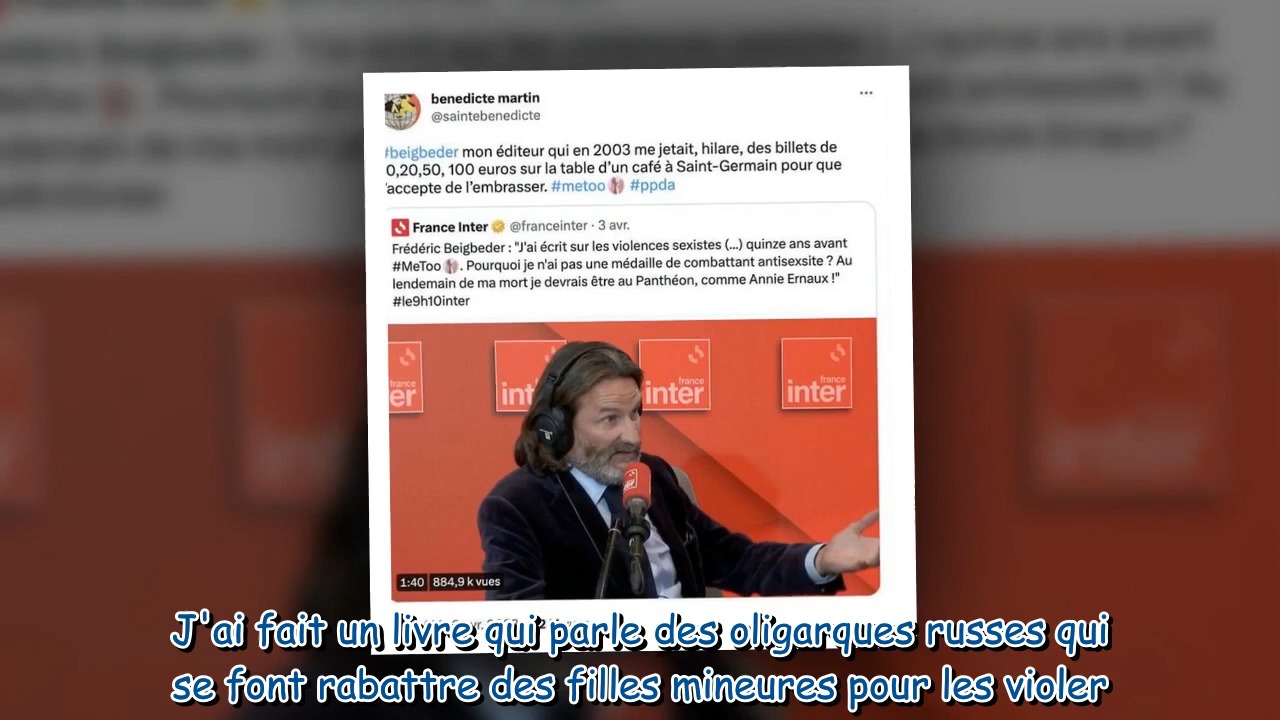 benedicte martin
@saintebenedicte
#beigbeder mon éditeur qui en 2003 me jetait, hilare, des billets de
0,20,50, 100 euros sur la table d'un café à Saint-Germain pour que
'accepte de l'embrasser. #metoo #ppda
France Inter @franceinter · 3 avr.
Frédéric Beigbeder : "J'ai écrit sur les violences sexistes (...) quinze ans avant
#MeToo . Pourquoi je n'ai pas une médaille de combattant antisexsite ? Au
lendemain de ma mort je devrais être au Panthéon, comme Annie Ernaux !"
#le9h10inter
france
er
int
france
inter
france
inter
inter
1:40 884,9 k vues
J'ai fait un livre qui parle des oligarques russes qui
se font rabattre des filles mineures pour les violer